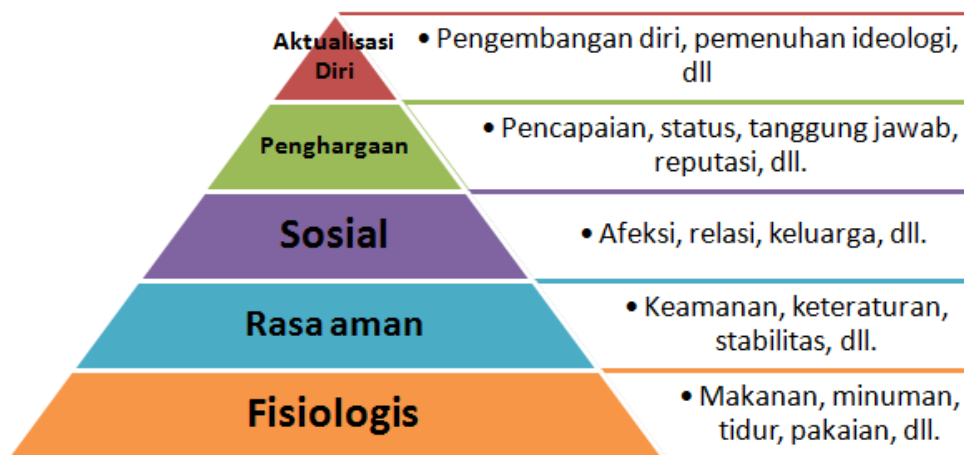 Aktualisasi
Diri
• Pengembangan diri, pemenuhan ideologi,
dll
Penghargaan
• Pencapaian, status, tanggung jawab,
reputasi, dll.
Sosial
• Afeksi, relasi, keluarga, dll.
Rasa aman
• Keamanan, keteraturan,
stabilitas, dll.
Fisiologis
• Makanan, minuman,
tidur, pakaian, dll.